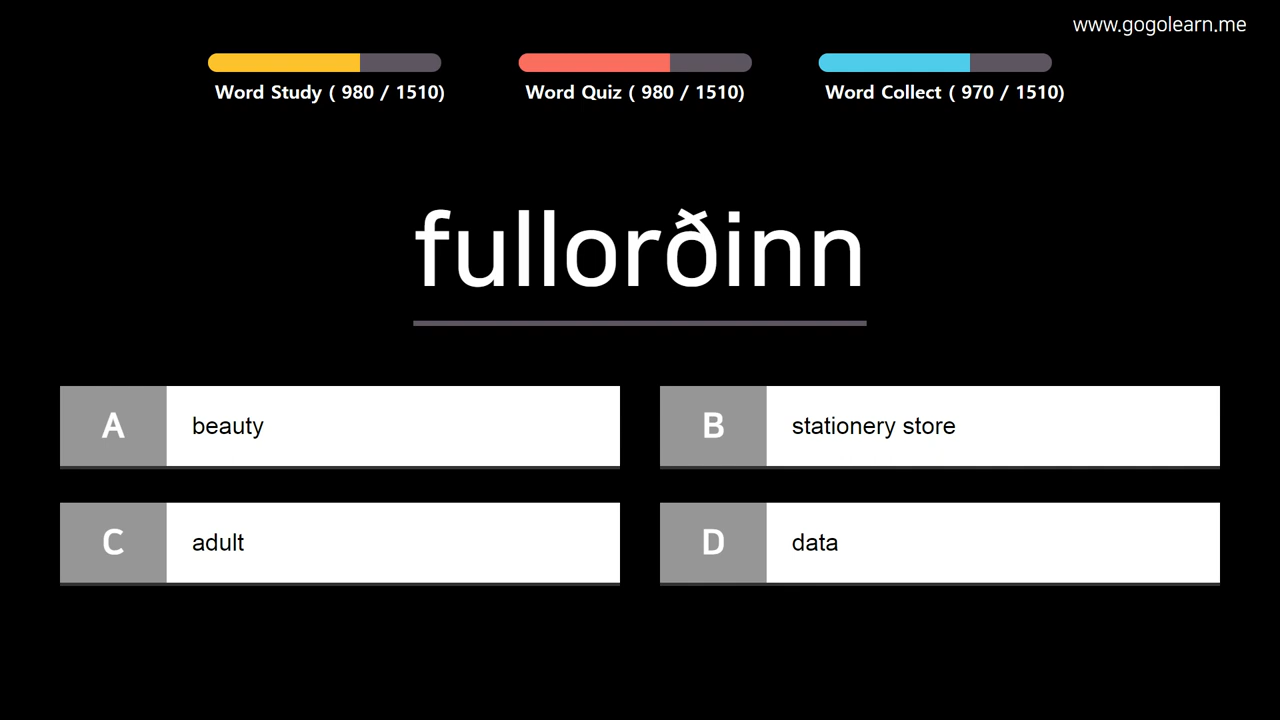 www.gogolearn.me
Word Study ( 980 / 1510)
Word Quiz ( 980 / 1510)
Word Collect ( 970 / 1510)
fullorðinn
A beauty
B stationery store
C adult
D data